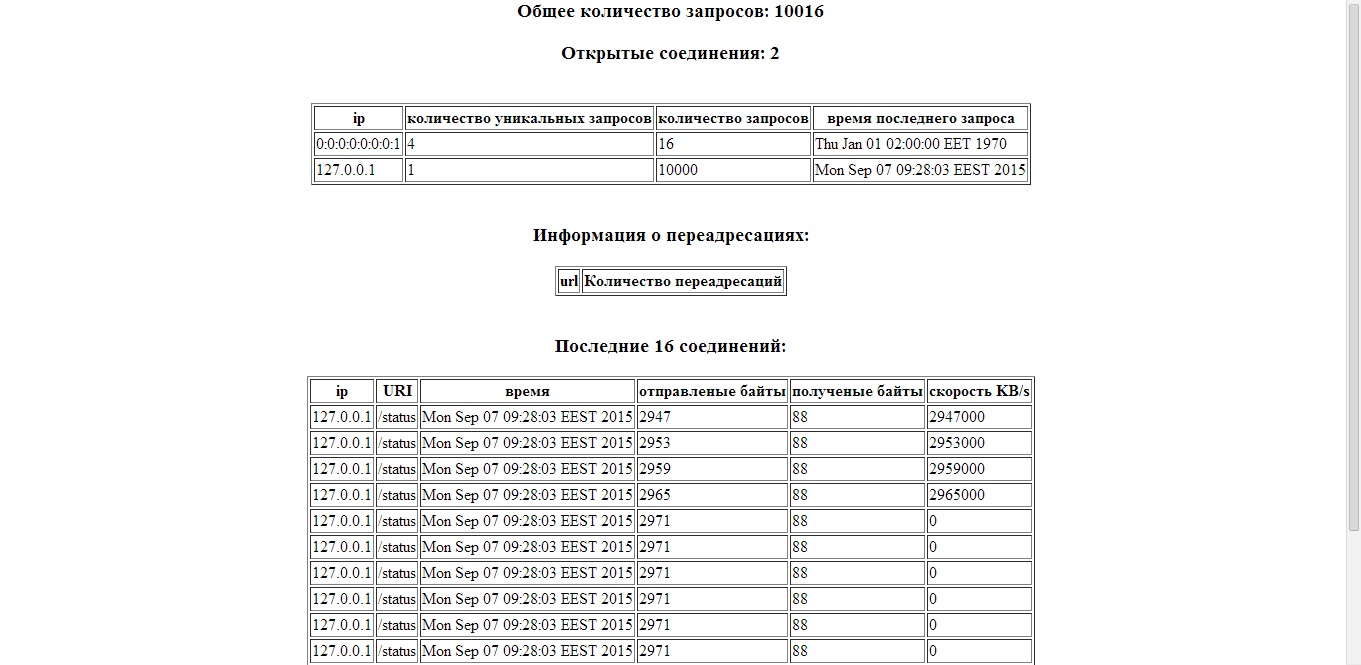 Общее количество запросов: 10016
Открытые соединения: 2
ip количество уникальных запросов количество запросов время последнего запроса
0:0:0:0:0:0:0:1 4 16 Thu Jan 01 02:00:00 EET 1970
127.0.0.1 1 10000 Mon Sep 07 09:28:03 EEST 2015
Информация о переадресациях:
url Количество переадресаций
Последние 16 соединений:
ip URI время отправленые байты полученые байты скорость KB/s
127.0.0.1 /status Mon Sep 07 09:28:03 EEST 2015 2947 88 2947000
127.0.0.1 /status Mon Sep 07 09:28:03 EEST 2015 2953 88 2953000
127.0.0.1 /status Mon Sep 07 09:28:03 EEST 2015 2959 88 2959000
127.0.0.1 /status Mon Sep 07 09:28:03 EEST 2015 2965 88 2965000
127.0.0.1 /status Mon Sep 07 09:28:03 EEST 2015 2971 88 0
127.0.0.1 /status Mon Sep 07 09:28:03 EEST 2015 2971 88 0
127.0.0.1 /status Mon Sep 07 09:28:03 EEST 2015 2971 88 0
127.0.0.1 /status Mon Sep 07 09:28:03 EEST 2015 2971 88 0
127.0.0.1 /status Mon Sep 07 09:28:03 EEST 2015 2971 88 0
127.0.0.1 /status Mon Sep 07 09:28:03 EEST 2015 2971 88 0